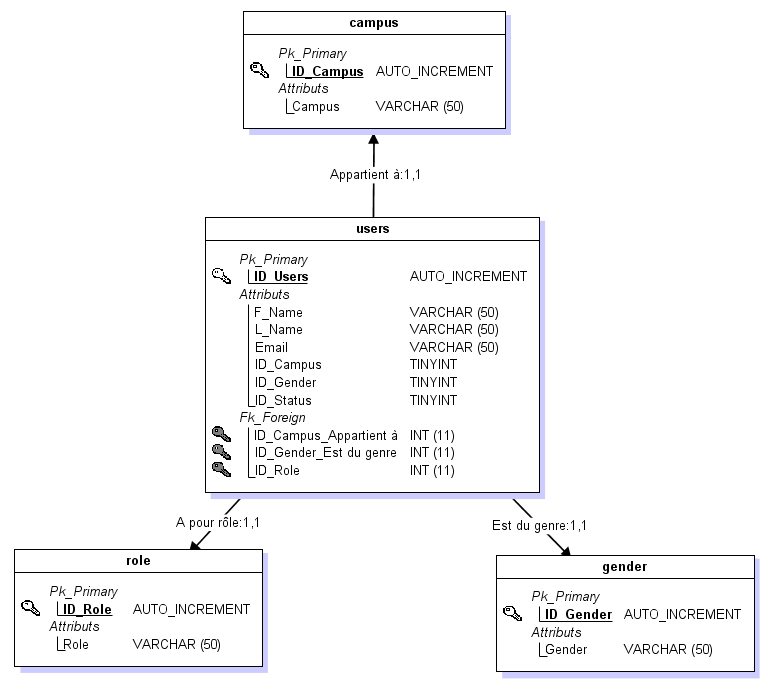 campus
Pk_Primary
ID_Campus AUTO_INCREMENT
Attributs
Campus VARCHAR (50)
Appartient à:1,1
users
Pk_Primary
ID_Users AUTO_INCREMENT
Attributs
F_Name VARCHAR (50)
L_Name VARCHAR (50)
Email VARCHAR (50)
ID_Campus TINYINT
ID_Gender TINYINT
ID_Status TINYINT
Fk_Foreign
ID_Campus_Appartient à INT (11)
ID_Gender_Est du genre INT (11)
ID_Role INT (11)
A pour rôle:1,1
Est du genre:1,1
role
Pk_Primary
ID_Role AUTO_INCREMENT
Attributs
Role VARCHAR (50)
gender
Pk_Primary
ID_Gender AUTO_INCREMENT
Attributs
Gender VARCHAR (50)